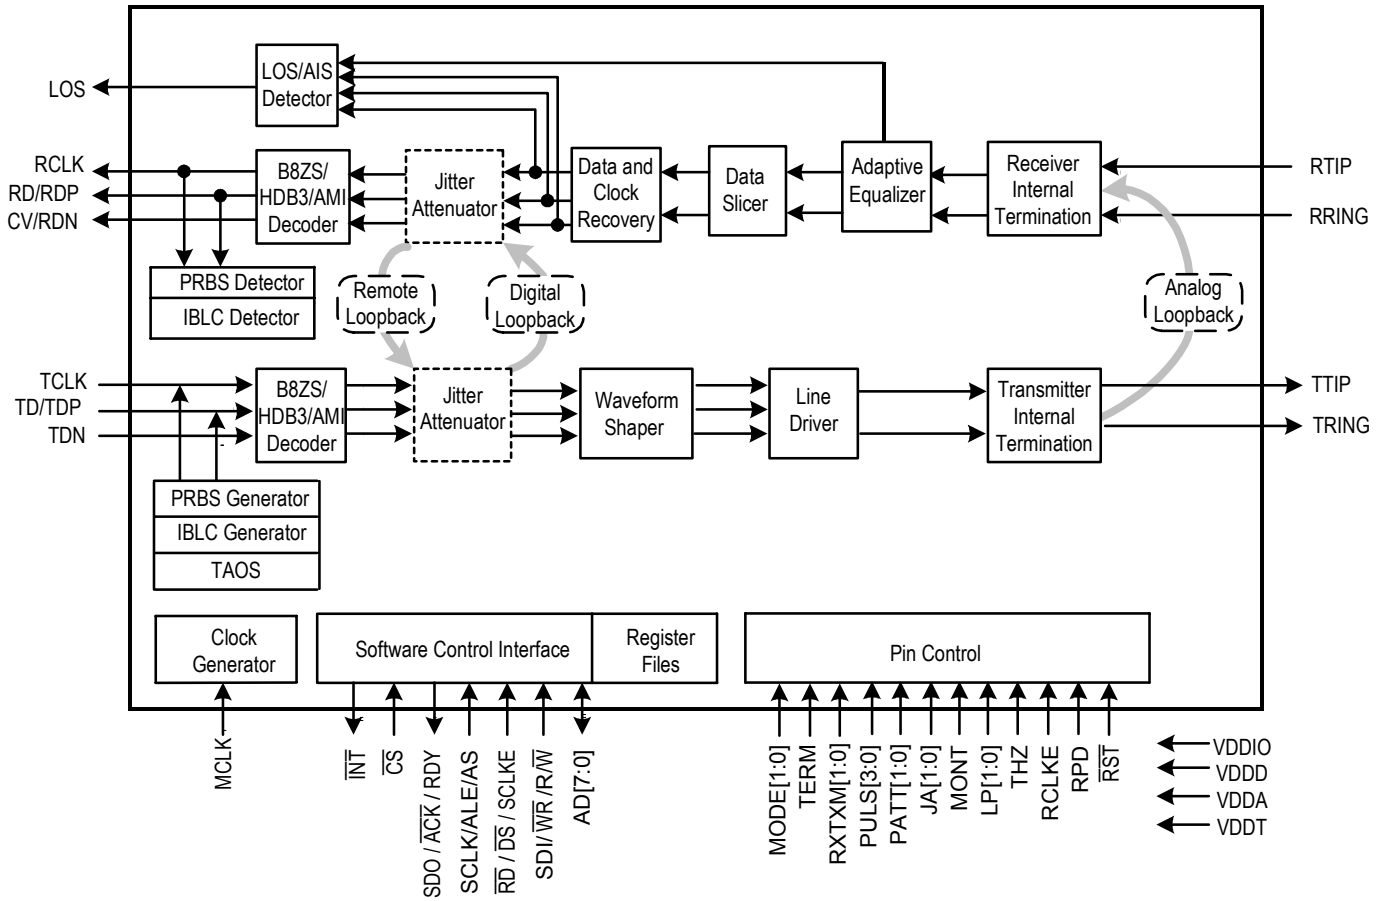 LOS
LOS/AIS
Detector
RCLK
RD/RDP
CV/RDN
B8ZS/
HDB3/AMI
Decoder
Jitter
Attenuator
Data and
Clock
Recovery
Data
Slicer
Adaptive
Equalizer
Receiver
Internal
Termination
RTIP
RRING
PRBS Detector
IBLC Detector
Remote
Loopback
Digital
Loopback
Analog
Loopback
TCLK
TD/TDP
TDN
B8ZS/
HDB3/AMI
Decoder
Jitter
Attenuator
Waveform
Shaper
Line
Driver
Transmitter
Internal
Termination
TTIP
TRING
PRBS Generator
IBLC Generator
TAOS
Clock
Generator
Software Control Interface
Register
Files
Pin Control
MCLK
INT
CS
SDO / ACK / RDY
SCLK/ALE/AS
RD / DS / SCLKE
SDI/ WR /R/W
AD[7:0]
MODE[1:0]
TERM
RXTXM[1:0]
PULS[3:0]
PATT[1:0]
JA[1:0]
MONT
LP[1:0]
THZ
RCLKE
RPD
RST
VDDIO
VDDD
VDDA
VDDT